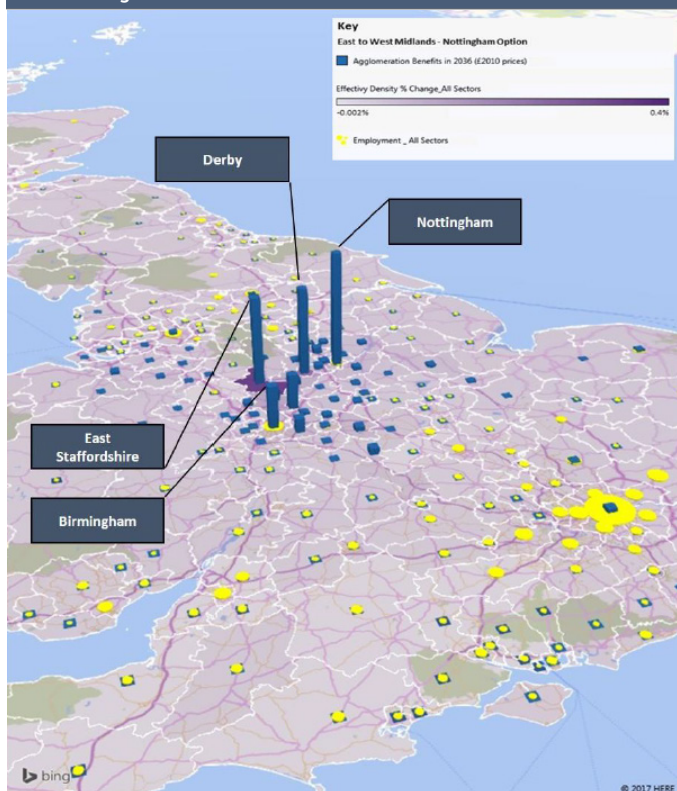 Key
East to West Midlands - Nottingham Option
Agglomeration Benefits in 2036 (£2010 prices)
Effectivy Density % Change_All Sectors
-0.002% 0.4%
Employment _ All Sectors
Derby
Nottingham
East
Staffordshire
Birmingham
bing
© 2017 HERE